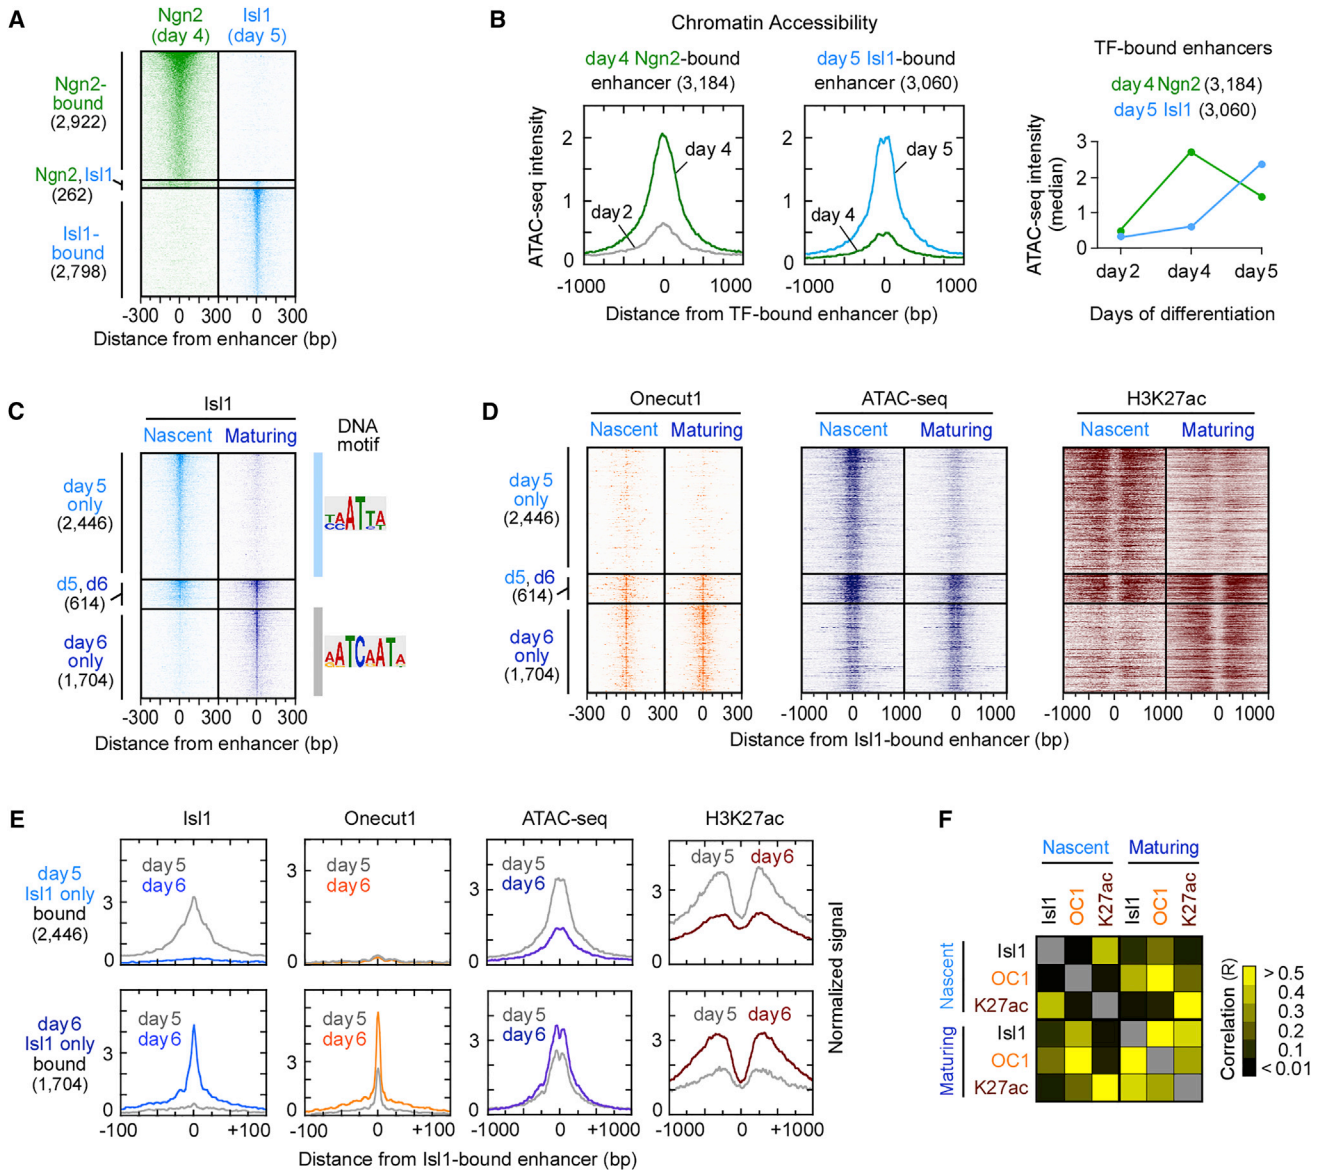 A
Ngn2
(day 4)
Isl1
(day 5)
Ngn2-
bound
(2,922)
Ngn2, Isl1
(262)
Isl1-
bound
(2,798)
-300 0 300 0 300
Distance from enhancer (bp)
B
Chromatin Accessibility
day 4 Ngn2-bound
enhancer (3,184)
day 5 Isl1-bound
enhancer (3,060)
ATAC-seq intensity
2
1
0
day 4
day2
-1000 0 1000
2
1
0
day 5
day 4
-1000 0 1000
Distance from TF-bound enhancer (bp)
TF-bound enhancers
day 4 Ngn2 (3,184)
day 5 Isl1 (3,060)
ATAC-seq intensity
(median)
3
2
1
0
day2 day4 day5
Days of differentiation
C
Isl1
Nascent Maturing
DNA
motif
day 5
only
(2,446)
d5, d6
(614)
day 6
only
(1,704)
-300 0 300 0 300
Distance from enhancer (bp)
D
Onecut1
Nascent Maturing
ATAC-seq
Nascent Maturing
H3K27ac
Nascent Maturing
day 5
only
(2,446)
d5, d6
(614)
day 6
only
(1,704)
-300 0 300 0 300
-1000 0 1000 0 1000
-1000 0 1000 0 1000
Distance from Isl1-bound enhancer (bp)
E
Isl1 Onecut1 ATAC-seq H3K27ac
day 5
Isl1 only
bound
(2,446)
3
0
day 5
day 6
3
0
day 5
day 6
3
0
day 5
day 6
3
0
day 5 day 6
day 6
Isl1 only
bound
(1,704)
3
0
day 5
day 6
3
0
day 5
day 6
3
0
day 5
day 6
3
0
day 5 day 6
Normalized signal
-100 0 +100
-100 0 +100
-1000 0 +1000
-1000 0 +1000
Distance from Isl1-bound enhancer (bp)
F
Nascent Maturing
Isl1 OC1 K27ac Isl1 OC1 K27ac
Nascent
Isl1
OC1
K27ac
Maturing
Isl1
OC1
K27ac
Correlation (R)
> 0.5
0.4
0.3
0.2
0.1
< 0.01